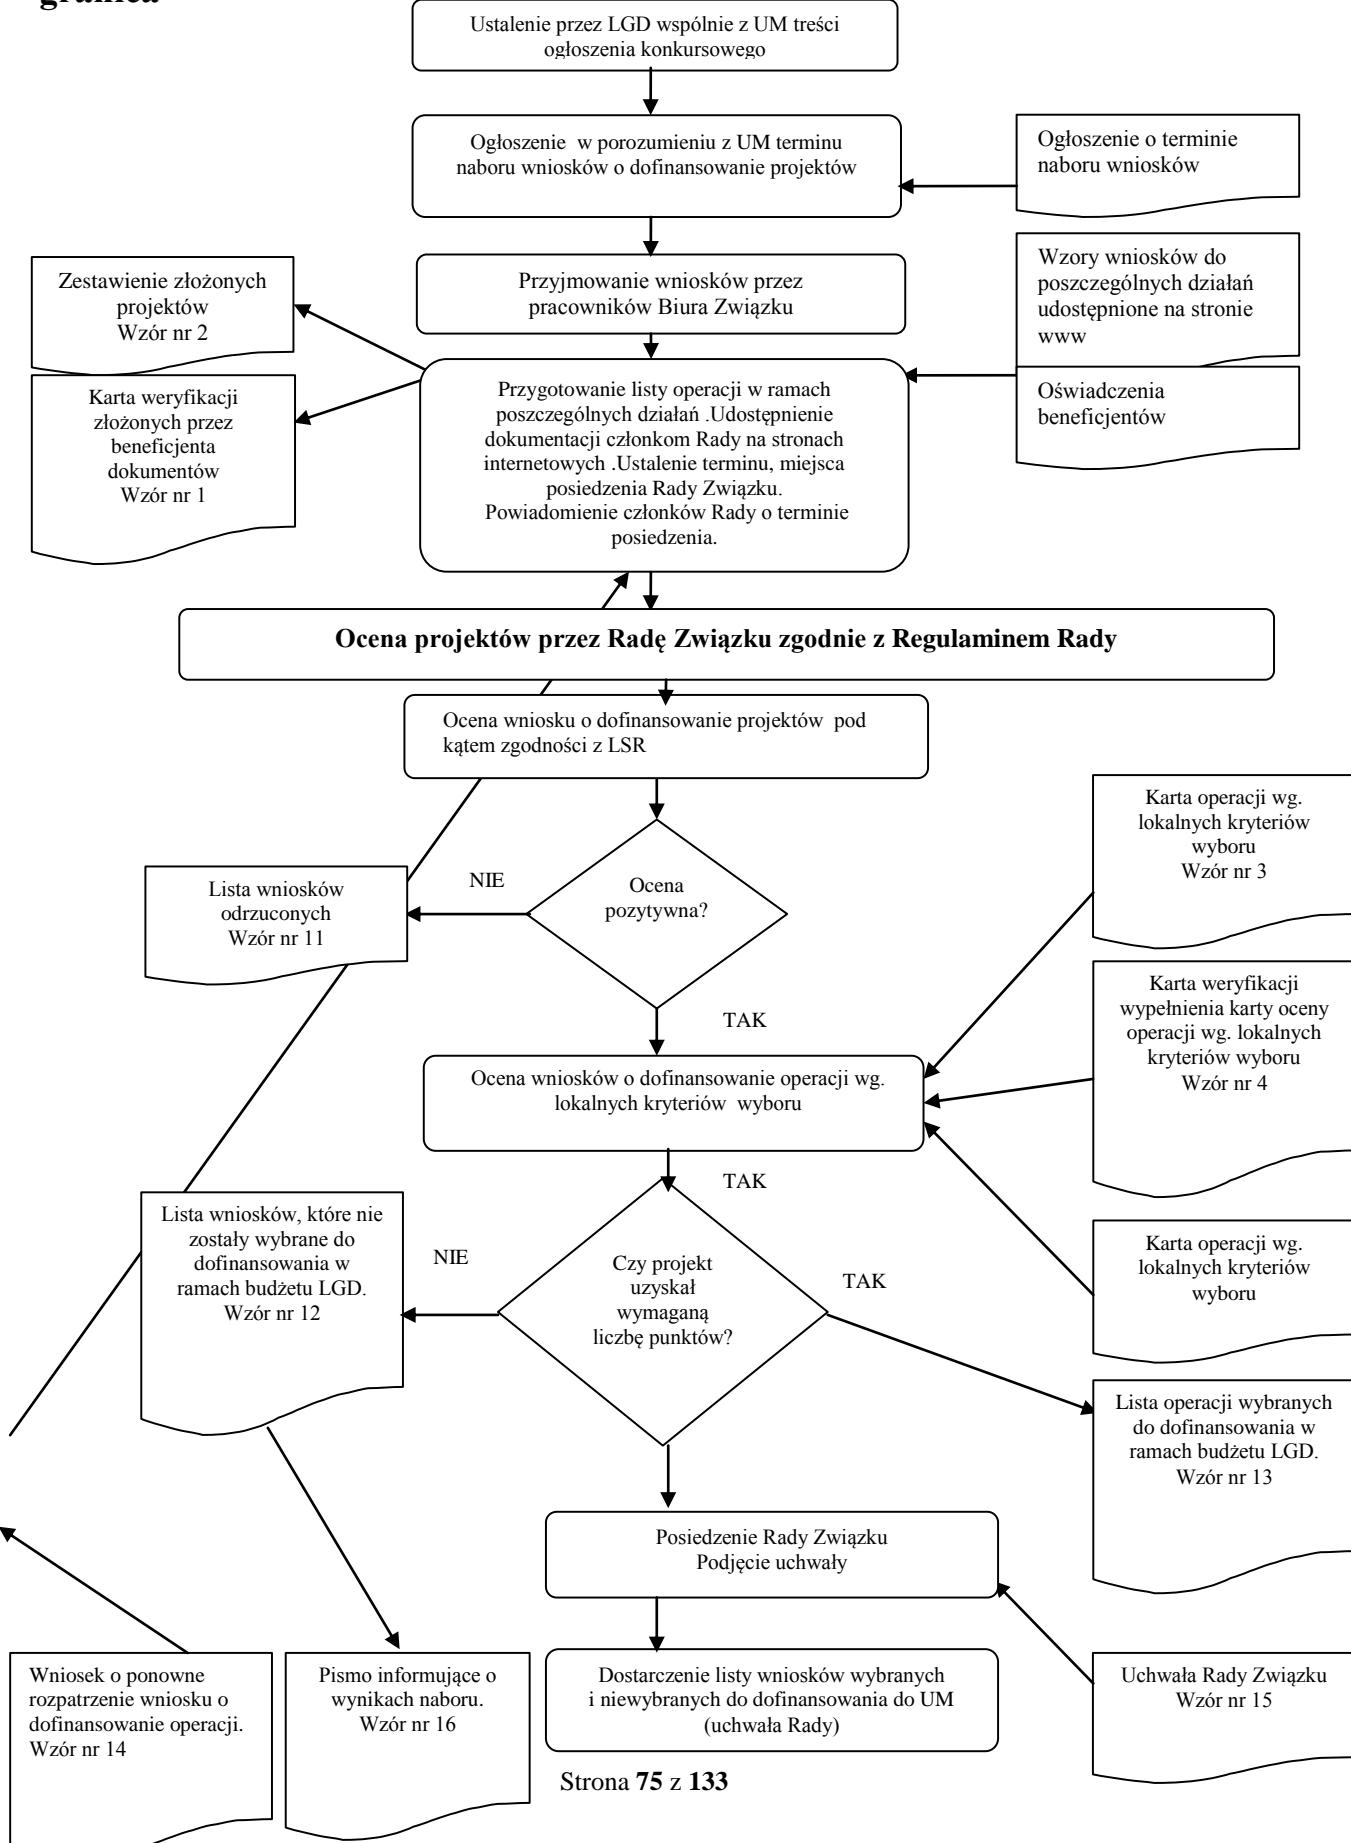 granica
Ustalenie przez LGD wspólnie z UM treści
ogłoszenia konkursowego
Ogłoszenie w porozumieniu z UM terminu
naboru wniosków o dofinansowanie projektów
Ogłoszenie o terminie
naboru wniosków
Przyjmowanie wniosków przez
pracowników Biura Związku
Wzory wniosków do
poszczególnych działań
udostępnione na stronie
www
Zestawienie złożonych
projektów
Wzór nr 2
Karta weryfikacji
złożonych przez
beneficjenta
dokumentów
Wzór nr 1
Przygotowanie listy operacji w ramach
poszczególnych działań .Udostępnienie
dokumentacji członkom Rady na stronach
internetowych .Ustalenie terminu, miejsca
posiedzenia Rady Związku.
Powiadomienie członków Rady o terminie
posiedzenia.
Oświadczenia
beneficjentów
Ocena projektów przez Radę Związku zgodnie z Regulaminem Rady
Ocena wniosku o dofinansowanie projektów pod
kątem zgodności z LSR
Karta operacji wg.
lokalnych kryteriów
wyboru
Wzór nr 3
Lista wniosków
odrzuconych
Wzór nr 11
NIE
Ocena
pozytywna?
TAK
Karta weryfikacji
wypełnienia karty oceny
operacji wg. lokalnych
kryteriów wyboru
Wzór nr 4
Ocena wniosków o dofinansowanie operacji wg.
lokalnych kryteriów wyboru
TAK
Lista wniosków, które nie
zostały wybrane do
dofinansowania w
ramach budżetu LGD.
Wzór nr 12
NIE
Czy projekt
uzyskał
wymaganą
liczbę punktów?
TAK
Karta operacji wg.
lokalnych kryteriów
wyboru
Lista operacji wybranych
do dofinansowania w
ramach budżetu LGD.
Wzór nr 13
Posiedzenie Rady Związku
Podjęcie uchwały
Wniosek o ponowne
rozpatrzenie wniosku o
dofinansowanie operacji.
Wzór nr 14
Pismo informujące o
wynikach naboru.
Wzór nr 16
Dostarczenie listy wniosków wybranych
i niewybranych do dofinansowania do UM
(uchwała Rady)
Uchwała Rady Związku
Wzór nr 15
Strona 75 z 133